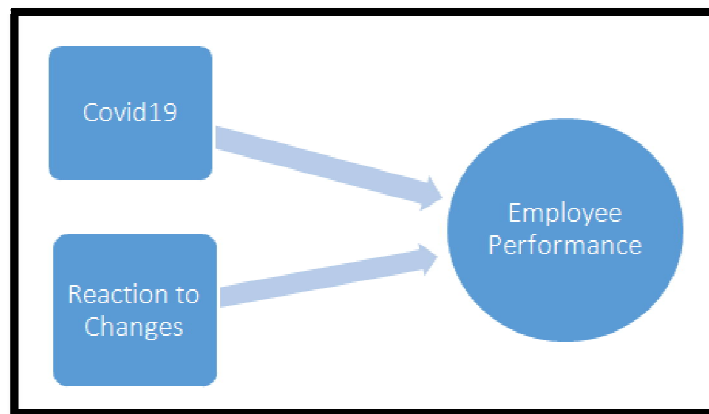 Covid19
Reaction to
Changes
Employee
Performance